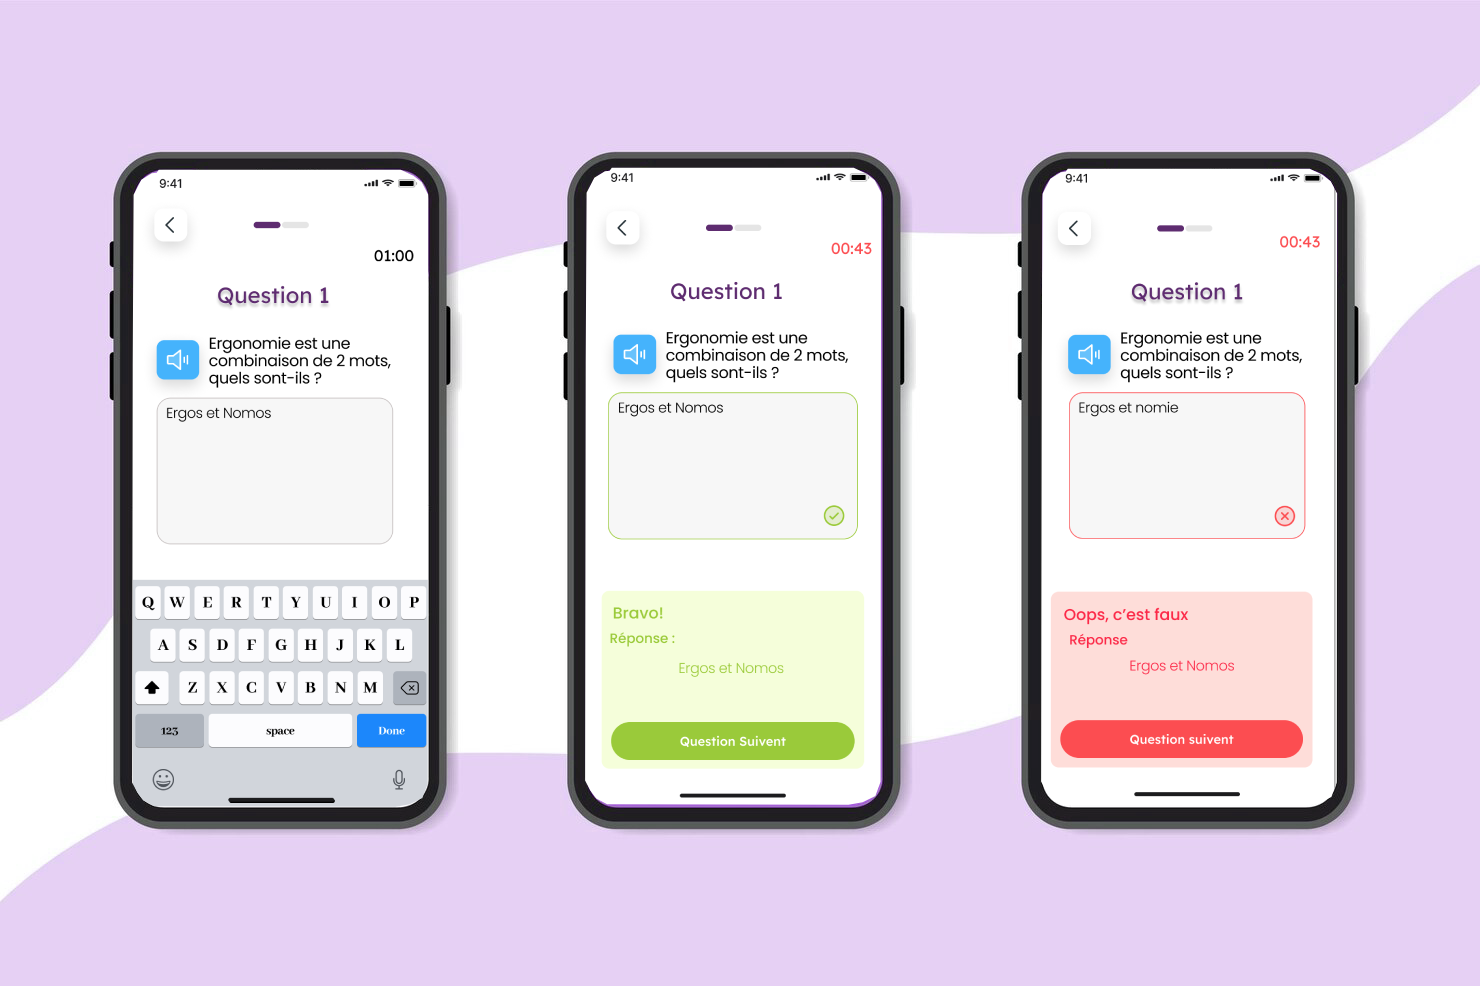 9:41
01:00
Question 1
Ergonomie est une
combinaison de 2 mots,
quels sont-ils ?
Ergos et Nomos
Q W E R T Y U I O P
A S D F G H J K L
Z X C V B N M
123 space Done
9:41
00:43
Question 1
Ergonomie est une
combinaison de 2 mots,
quels sont-ils ?
Ergos et Nomos
Bravo!
Réponse :
Ergos et Nomos
Question Suivent
9:41
00:43
Question 1
Ergonomie est une
combinaison de 2 mots,
quels sont-ils ?
Ergos et nomie
Oops, c'est faux
Réponse
Ergos et Nomos
Question suivent